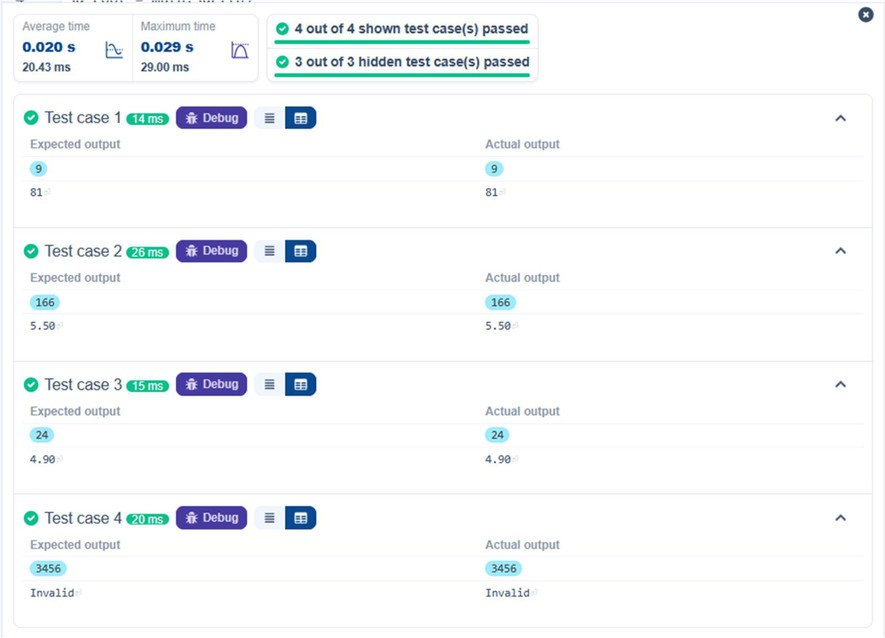 Average time
Maximum time
0.020 s
0.029 s
20.43 ms
29.00 ms
4 out of 4 shown test case(s) passed
3 out of 3 hidden test case(s) passed
Test case 1 14 ms Debug
Expected output Actual output
9 9
81 81
Test case 2 26 ms Debug
Expected output Actual output
166 166
5.50 5.50
Test case 3 15 ms Debug
Expected output Actual output
24 24
4.90 4.90
Test case 4 20 ms Debug
Expected output Actual output
3456 3456
Invalid Invalid